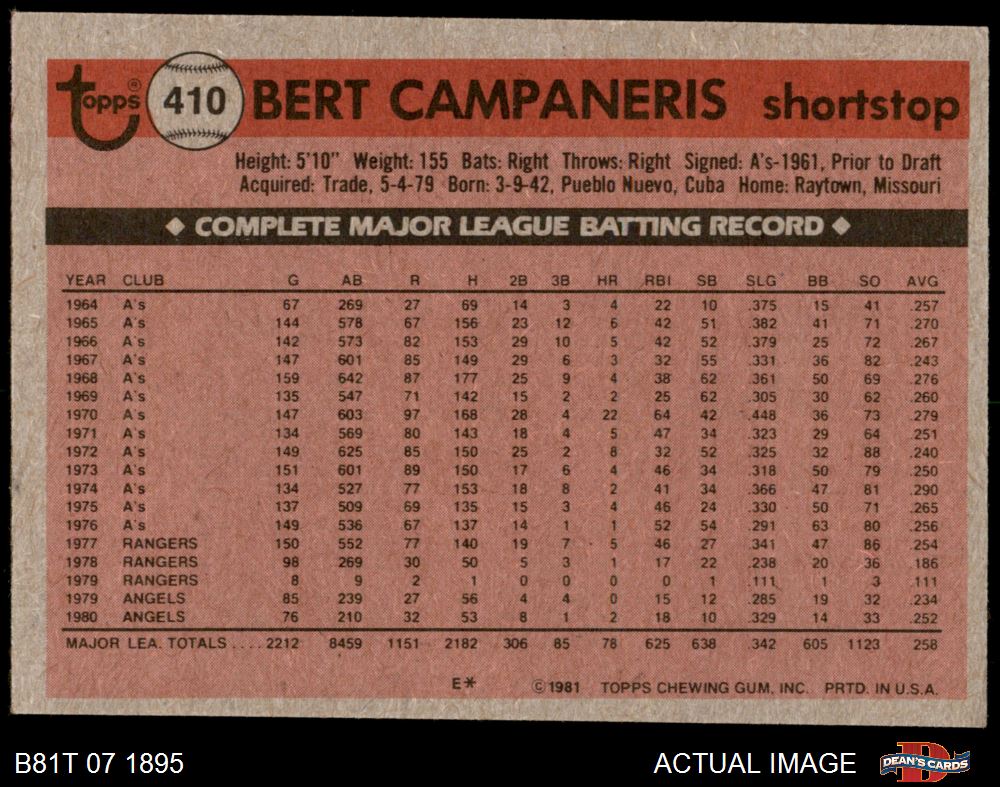 Topps® 410 BERT CAMPANERIS shortstop
Height: 5'10" Weight: 155 Bats: Right Throws: Right Signed: A's-1961, Prior to Draft
Acquired: Trade, 5-4-79 Born: 3-9-42, Pueblo Nuevo, Cuba Home: Raytown, Missouri
◆ COMPLETE MAJOR LEAGUE BATTING RECORD ◆
YEAR CLUB G AB R H 2B 3B HR RBI SB SLG BB SO AVG
1964 A's 67 269 27 69 14 3 4 22 10 .375 15 41 .257
1965 A's 144 578 67 156 23 12 6 42 51 .382 41 71 .270
1966 A's 142 573 82 153 29 10 5 42 52 .379 25 72 .267
1967 A's 147 601 85 149 29 6 3 32 55 .331 36 82 .243
1968 A's 159 642 87 177 25 9 4 38 62 .361 50 69 .276
1969 A's 135 547 71 142 15 2 2 25 62 .305 30 62 .260
1970 A's 147 603 97 168 28 4 22 64 42 .448 36 73 .279
1971 A's 134 569 80 143 18 4 5 47 34 .323 29 64 .251
1972 A's 149 625 85 150 25 2 8 32 52 .325 32 88 .240
1973 A's 151 601 89 150 17 6 4 46 34 .318 50 79 .250
1974 A's 134 527 77 153 18 8 2 41 34 .366 47 81 .290
1975 A's 137 509 69 135 15 3 4 46 24 .330 50 71 .265
1976 A's 149 536 67 137 14 1 1 52 54 .291 63 80 .256
1977 RANGERS 150 552 77 140 19 7 5 46 27 .341 47 86 .254
1978 RANGERS 98 269 30 50 5 3 1 17 22 .238 20 36 .186
1979 RANGERS 8 9 2 1 0 0 0 0 1 .111 1 3 .111
1979 ANGELS 85 239 27 56 4 4 0 15 12 .285 19 32 .234
1980 ANGELS 76 210 32 53 8 1 2 18 10 .329 14 33 .252
MAJOR LEA. TOTALS .... 2212 8459 1151 2182 306 85 78 625 638 .342 605 1123 .258
E* ©1981 TOPPS CHEWING GUM, INC. PRTD. IN U.S.A.
B81T 07 1895 ACTUAL IMAGE DEAN'S CARDS